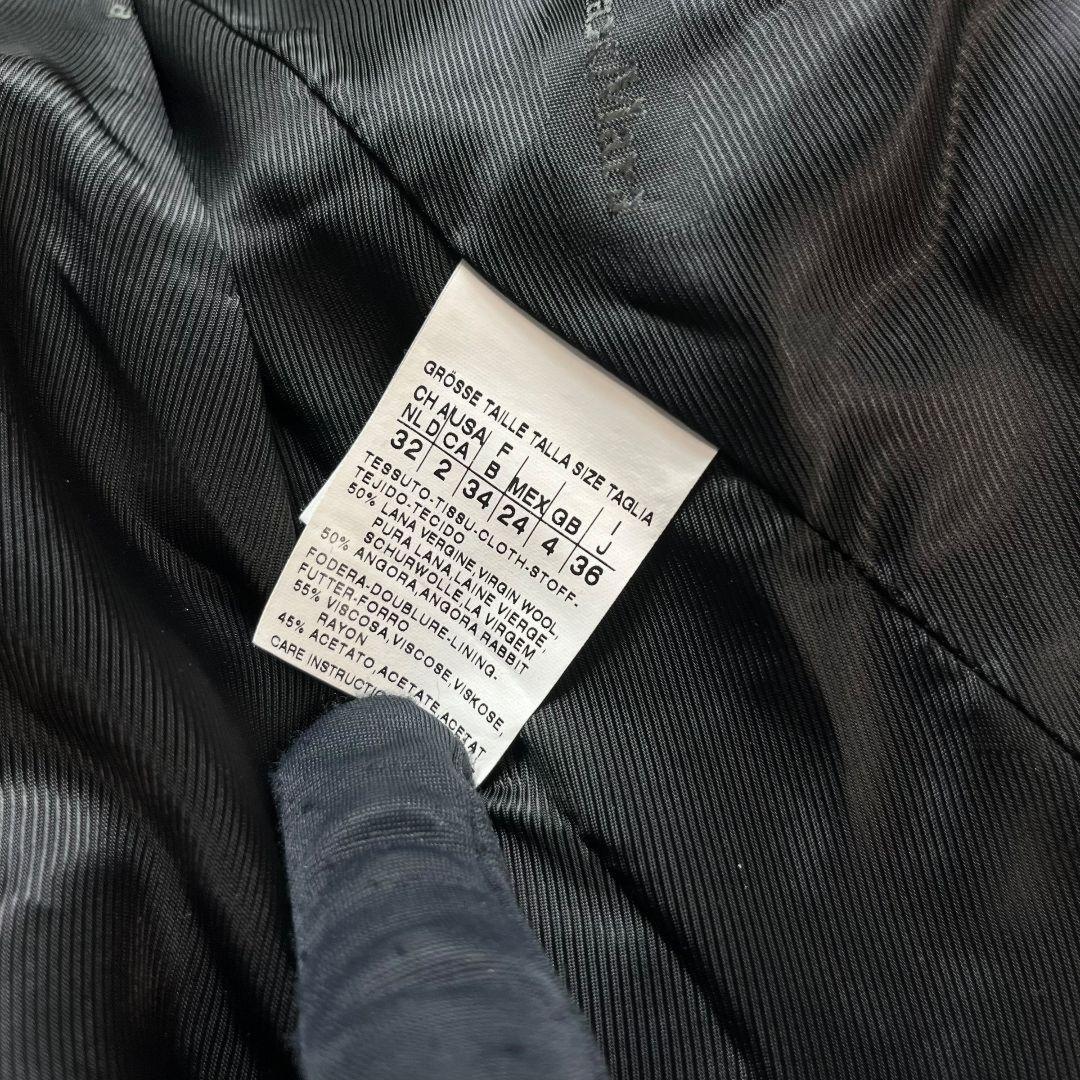 GRÖSSE TAILLE TALLA SIZE TAGLIA
CH A USA F I
NL D CA B MEX GB J
32 2 34 24 4 36
TESSUTO-TISSU-CLOTH-STOFF-
TEJIDO-TECIDO
50% LANA VERGINE, VIRGIN WOOL,
PURA LANA, LAINE VIERGE,
SCHURWOLLE, LA VIRGEM
50% ANGORA, ANGORA RABBIT
FODERA-DOUBLURE-LINING-
FUTTER-FORRO
55% VISCOSA, VISCOSE, VISKOSE,
RAYON
45% ACETATO, ACETATE, ACETAT
CARE